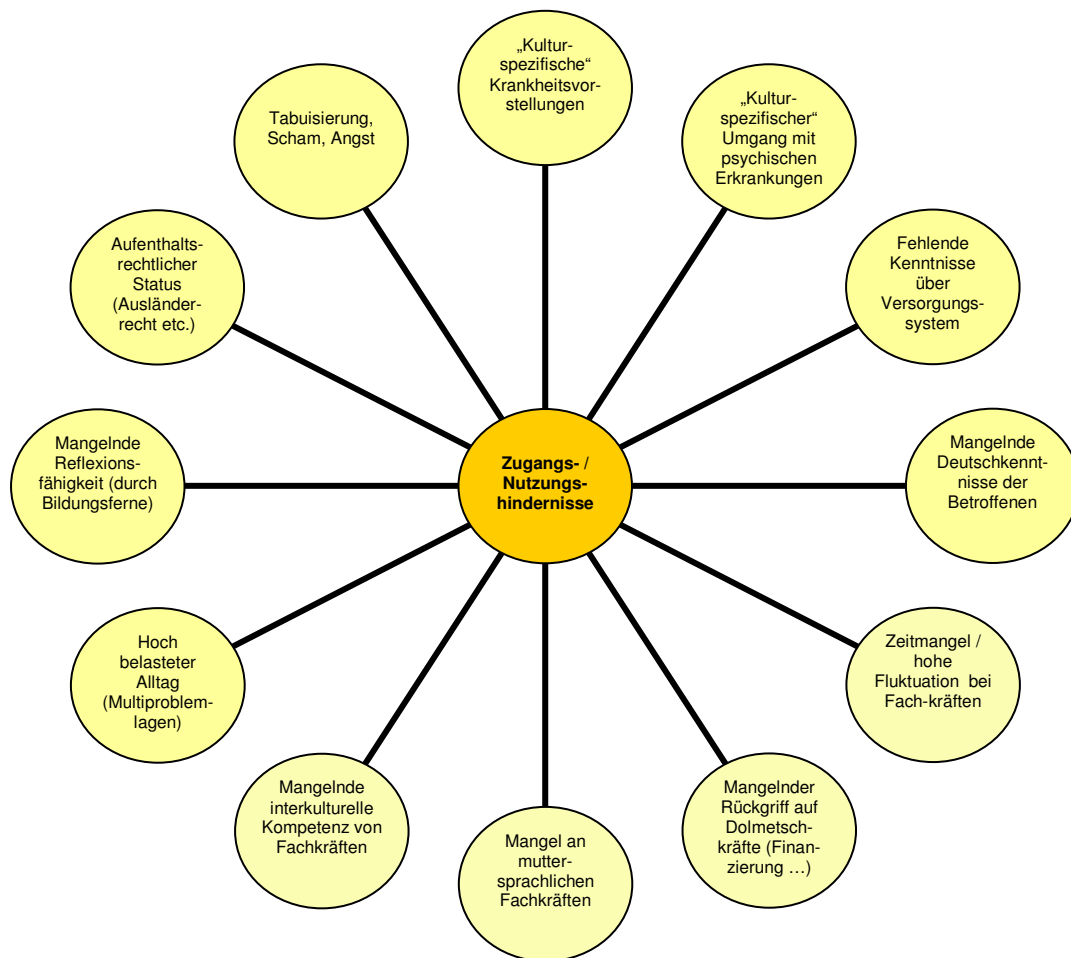 „Kultur-
spezifische“
Krankheitsvor-
stellungen
„Kultur-
spezifischer“
Umgang mit
psychischen
Erkrankungen
Fehlende
Kenntnisse
über
Versorgungs-
system
Mangelnde
Deutschkennt-
nisse der
Betroffenen
Zeitmangel /
hohe
Fluktuation bei
Fach-kräften
Mangelnder
Rückgriff auf
Dolmetsch-
kräfte (Finan-
zierung ...)
Mangel an
mutter-
sprachlichen
Fachkräften
Mangelnde
interkulturelle
Kompetenz von
Fachkräften
Hoch
belasteter
Alltag
(Multiproblem-
lagen)
Mangelnde
Reflexions-
fähigkeit (durch
Bildungsferne)
Aufenthalts-
rechtlicher
Status
(Ausländer-
recht etc.)
Tabuisierung,
Scham, Angst
Zugangs- /
Nutzungs-
hindernisse